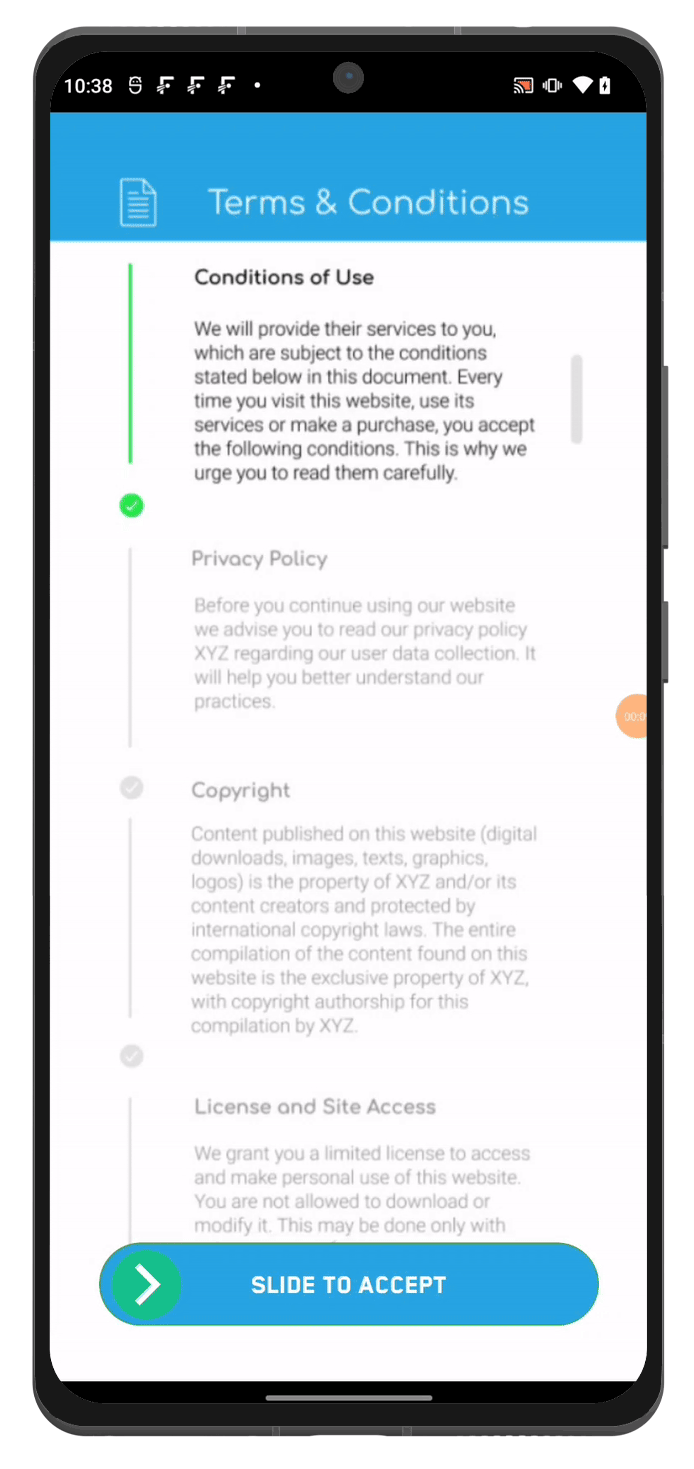 10:38
Terms & Conditions
Conditions of Use
We will provide their services to you,
which are subject to the conditions
stated below in this document. Every
time you visit this website, use its
services or make a purchase, you accept
the following conditions. This is why we
urge you to read them carefully.
Privacy Policy
Before you continue using our website
we advise you to read our privacy policy
XYZ regarding our user data collection. It
will help you better understand our
practices.
Copyright
Content published on this website (digital
downloads, images, texts, graphics,
logos) is the property of XYZ and/or its
content creators and protected by
international copyright laws. The entire
compilation of the content found on this
website is the exclusive property of XYZ,
with copyright authorship for this
compilation by XYZ.
License and Site Access
We grant you a limited license to access
and make personal use of this website.
You are not allowed to download or
modify it. This may be done only with
SLIDE TO ACCEPT